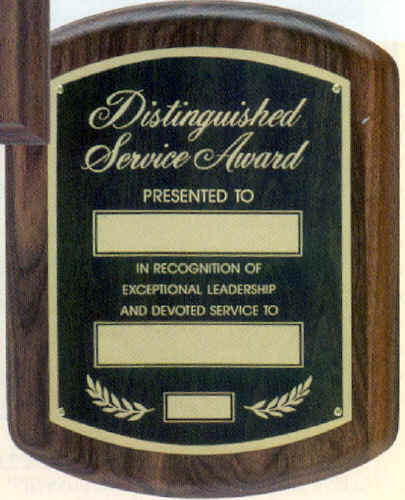 Distinguished
Service Award
PRESENTED TO
IN RECOGNITION OF
EXCEPTIONAL LEADERSHIP
AND DEVOTED SERVICE TO